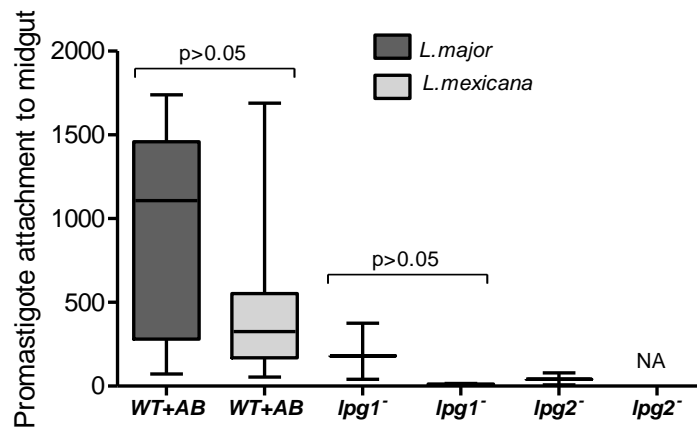 2000
1500
1000
500
0
Promastigote attachment to midgut
p>0.05
L.major
L.mexicana
p>0.05
NA
WT+AB WT+AB lpg1⁻ lpg1⁻ lpg2⁻ lpg2⁻